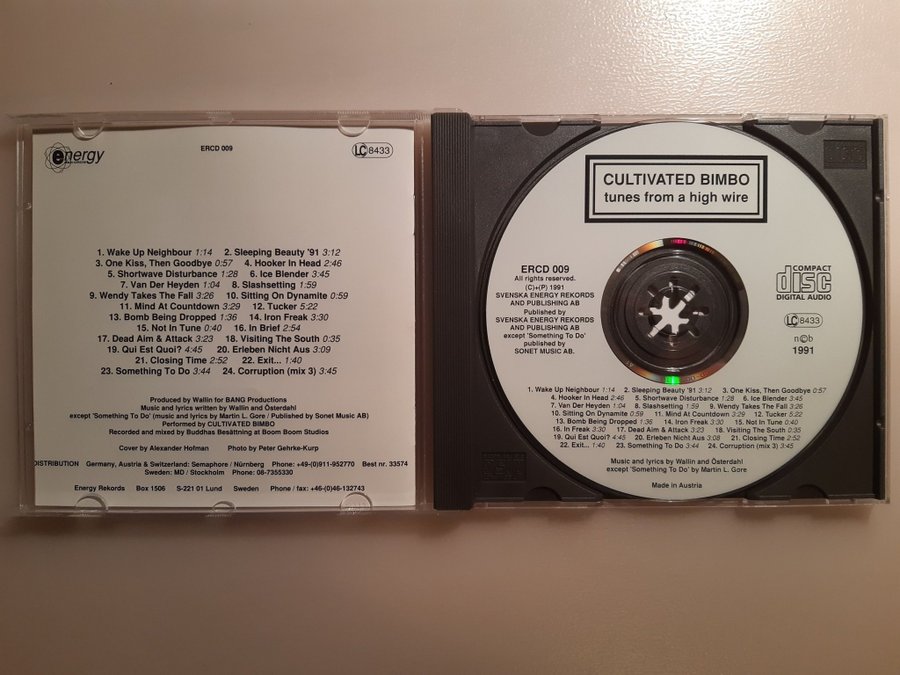 energy
ERCD 009
LC 8433
1. Wake Up Neighbour 1:14 2. Sleeping Beauty '91 3:12
3. One Kiss, Then Goodbye 0:57 4. Hooker In Head 2:46
5. Shortwave Disturbance 1:28 6. Ice Blender 3:45
7. Van Der Heyden 1:04 8. Slashsetting 1:59
9. Wendy Takes The Fall 3:26 10. Sitting On Dynamite 0:59
11. Mind At Countdown 3:29 12. Tucker 5:22
13. Bomb Being Dropped 1:36 14. Iron Freak 3:30
15. Not In Tune 0:40 16. In Brief 2:54
17. Dead Aim & Attack 3:23 18. Visiting The South 0:35
19. Qui Est Quoi? 4:45 20. Erleben Nicht Aus 3:09
21. Closing Time 2:52 22. Exit... 1:40
23. Something To Do 3:44 24. Corruption (mix 3) 3:45
Produced by Wallin for BANG Productions
Music and lyrics written by Wallin and Österdahl
except 'Something To Do' (music and lyrics by Martin L. Gore / Published by Sonet Music AB)
Performed by CULTIVATED BIMBO
Recorded and mixed by Buddhas Besättning at Boom Boom Studios
Cover by Alexander Hofman Photo by Peter Gehrke-Kurp
DISTRIBUTION Germany, Austria & Switzerland: Semaphore / Nürnberg Phone: +49-(0)911-952770 Best nr. 33574
Sweden: MD / Stockholm Phone: 08-7355330
Energy Rekords Box 1506 S-221 01 Lund Sweden Phone / fax: +46-(0)46-132743
CULTIVATED BIMBO
tunes from a high wire
ERCD 009
All rights reserved.
(C)+(P) 1991
SVENSKA ENERGY REKORDS
AND PUBLISHING AB
Published by
SVENSKA ENERGY REKORDS
AND PUBLISHING AB
except 'Something To Do'
published by
SONET MUSIC AB.
COMPACT
disc
DIGITAL AUDIO
LC 8433
n©b
1991
1. Wake Up Neighbour 1:14 2. Sleeping Beauty '91 3:12 3. One Kiss, Then Goodbye 0:57
4. Hooker In Head 2:46 5. Shortwave Disturbance 1:28 6. Ice Blender 3:45
7. Van Der Heyden 1:04 8. Slashsetting 1:59 9. Wendy Takes The Fall 3:26
10. Sitting On Dynamite 0:59 11. Mind At Countdown 3:29 12. Tucker 5:22
13. Bomb Being Dropped 1:36 14. Iron Freak 3:30 15. Not In Tune 0:40
16. In Freak 3:30 17. Dead Aim & Attack 3:23 18. Visiting The South 0:35
19. Qui Est Quoi? 4:45 20. Erleben Nicht Aus 3:08 21. Closing Time 2:52
22. Exit... 1:40 23. Something To Do 3:44 24. Corruption (mix 3) 3:45
Music and lyrics by Wallin and Österdahl
except 'Something To Do' by Martin L. Gore
Made in Austria